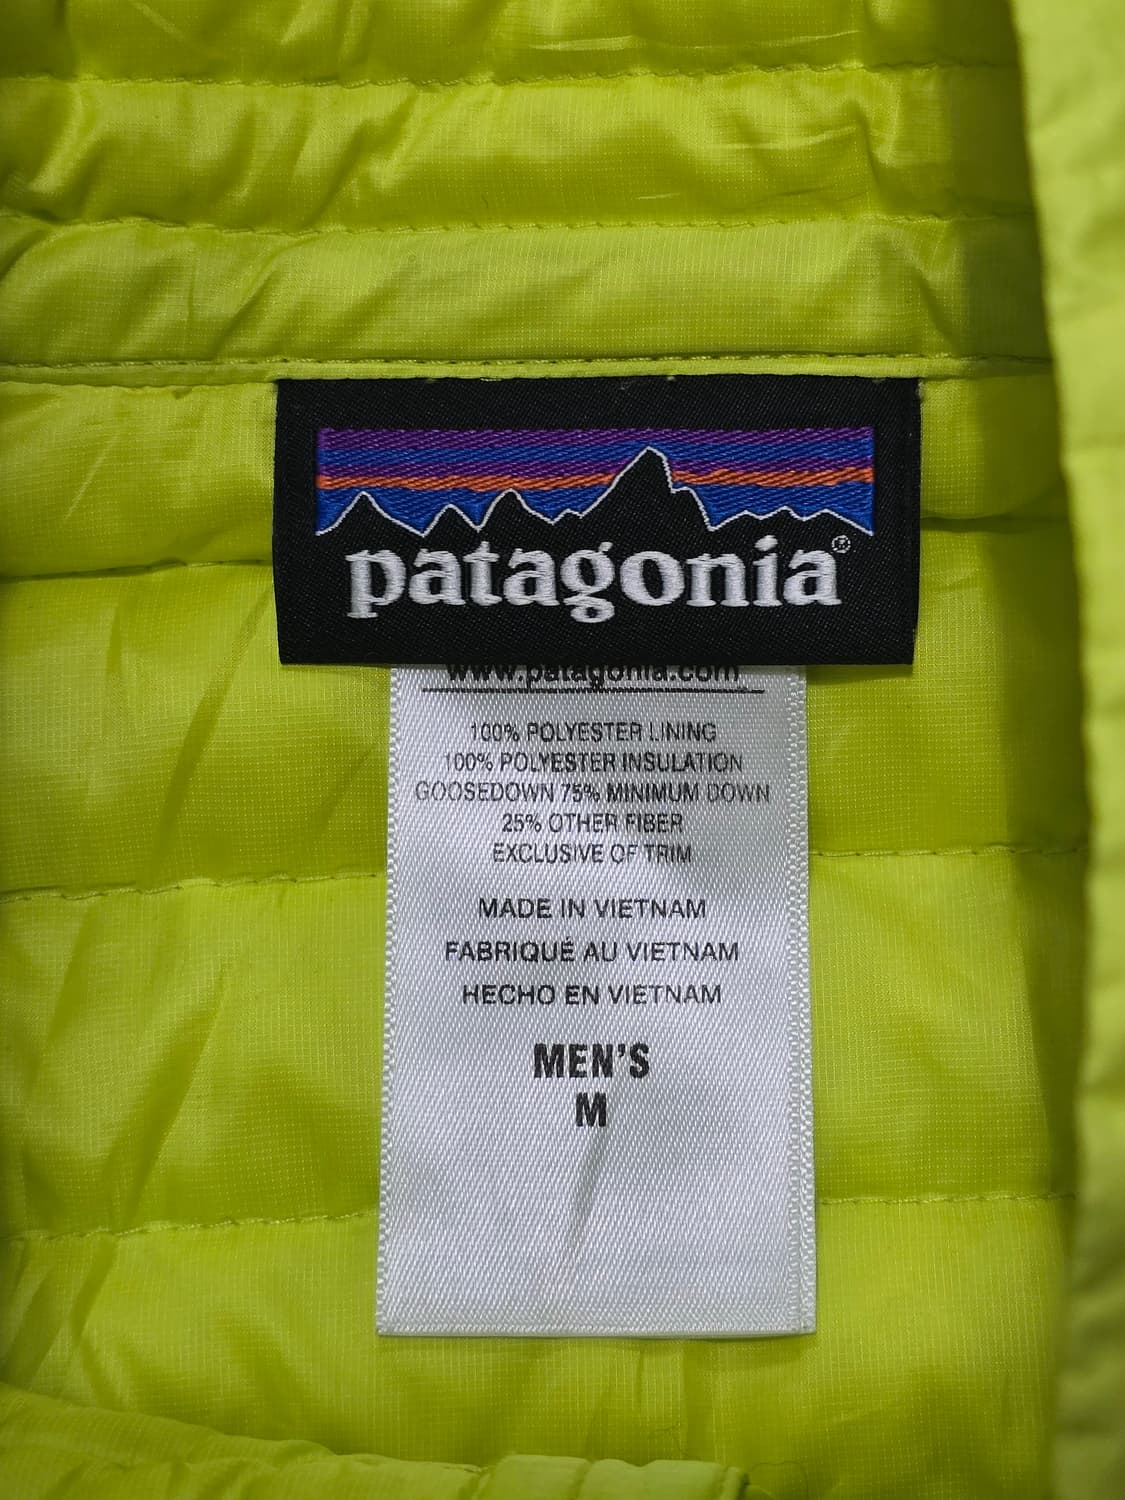 patagonia®
www.patagonia.com
100% POLYESTER LINING
100% POLYESTER INSULATION
GOOSEDOWN 75% MINIMUM DOWN
25% OTHER FIBER
EXCLUSIVE OF TRIM
MADE IN VIETNAM
FABRIQUÉ AU VIETNAM
HECHO EN VIETNAM
MEN'S
M